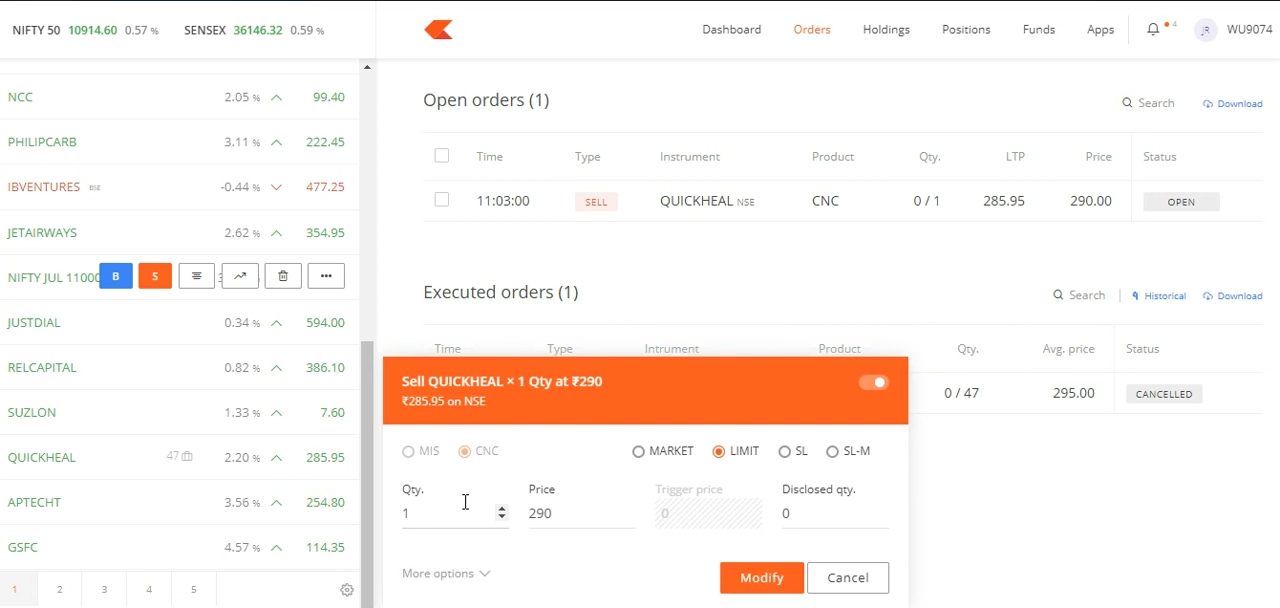 NIFTY 50 10914.60 0.57 % SENSEX 36146.32 0.59 %
Dashboard Orders Holdings Positions Funds Apps 4 JR WU9074
NCC 2.05 % 99.40
PHILIPCARB 3.11 % 222.45
IBVENTURES BSE -0.44 % 477.25
JETAIRWAYS 2.62 % 354.95
NIFTY JUL 11000 B S
JUSTDIAL 0.34 % 594.00
RELCAPITAL 0.82 % 386.10
SUZLON 1.33 % 7.60
QUICKHEAL 47 2.20 % 285.95
APTECHT 3.56 % 254.80
GSFC 4.57 % 114.35
1 2 3 4 5
Open orders (1) Search Download
Time Type Instrument Product Qty. LTP Price Status
11:03:00 SELL QUICKHEAL NSE CNC 0 / 1 285.95 290.00 OPEN
Executed orders (1) Search Historical Download
Time Type Intrument Product Qty. Avg. price Status
0 / 47 295.00 CANCELLED
Sell QUICKHEAL × 1 Qty at ₹290
₹285.95 on NSE
MIS CNC MARKET LIMIT SL SL-M
Qty. Price Trigger price Disclosed qty.
1 290 0 0
More options Modify Cancel